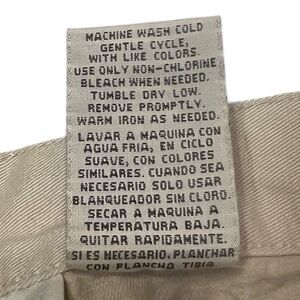 MACHINE WASH COLD
GENTLE CYCLE,
WITH LIKE COLORS.
USE ONLY NON-CHLORINE
BLEACH WHEN NEEDED.
TUMBLE DRY LOW.
REMOVE PROMPTLY.
WARM IRON AS NEEDED.
LAVAR A MAQUINA CON
AGUA FRIA, EN CICLO
SUAVE, CON COLORES
SIMILARES. CUANDO SEA
NECESARIO SOLO USAR
BLANQUEADOR SIN CLORO.
SECAR A MAQUINA A
TEMPERATURA BAJA.
QUITAR RAPIDAMENTE.
SI ES NECESARIO, PLANCHAR
CON PLANCHA TIBIA